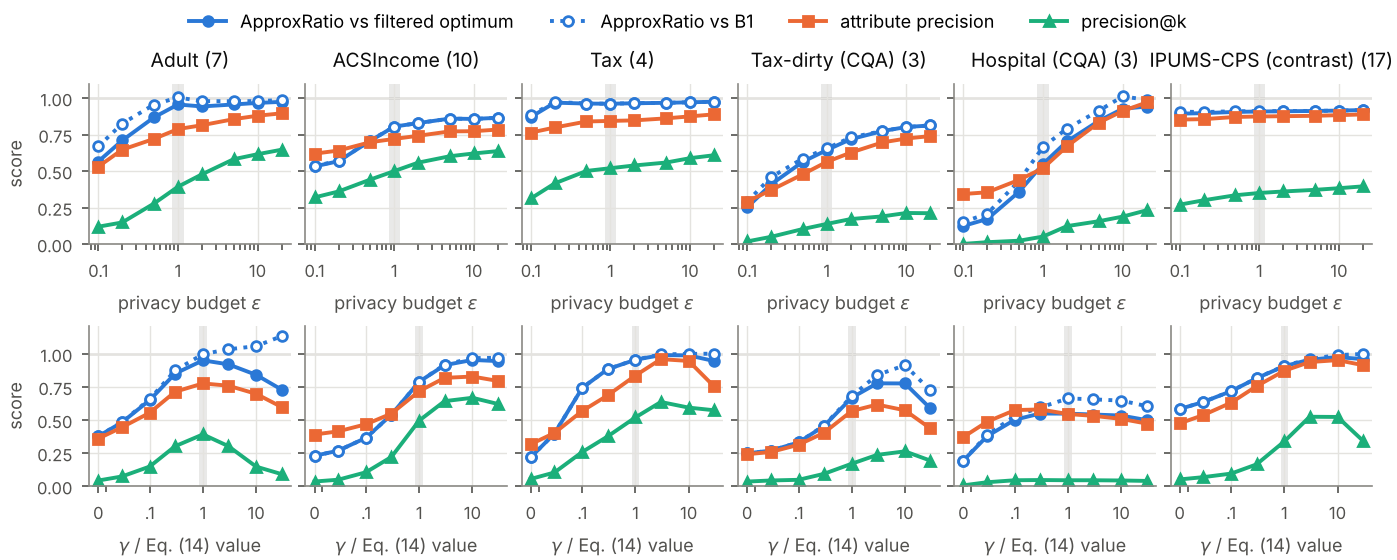 ApproxRatio vs filtered optimum ApproxRatio vs B1 attribute precision precision@k
Adult (7) ACSIncome (10) Tax (4) Tax-dirty (CQA) (3) Hospital (CQA) (3) IPUMS-CPS (contrast) (17)
score
1.00
0.75
0.50
0.25
0.00
0.1 1 10 0.1 1 10 0.1 1 10 0.1 1 10 0.1 1 10 0.1 1 10
privacy budget ε privacy budget ε privacy budget ε privacy budget ε privacy budget ε privacy budget ε
score
1.00
0.75
0.50
0.25
0.00
0 .1 1 10 0 .1 1 10 0 .1 1 10 0 .1 1 10 0 .1 1 10 0 .1 1 10
γ / Eq. (14) value γ / Eq. (14) value γ / Eq. (14) value γ / Eq. (14) value γ / Eq. (14) value γ / Eq. (14) value